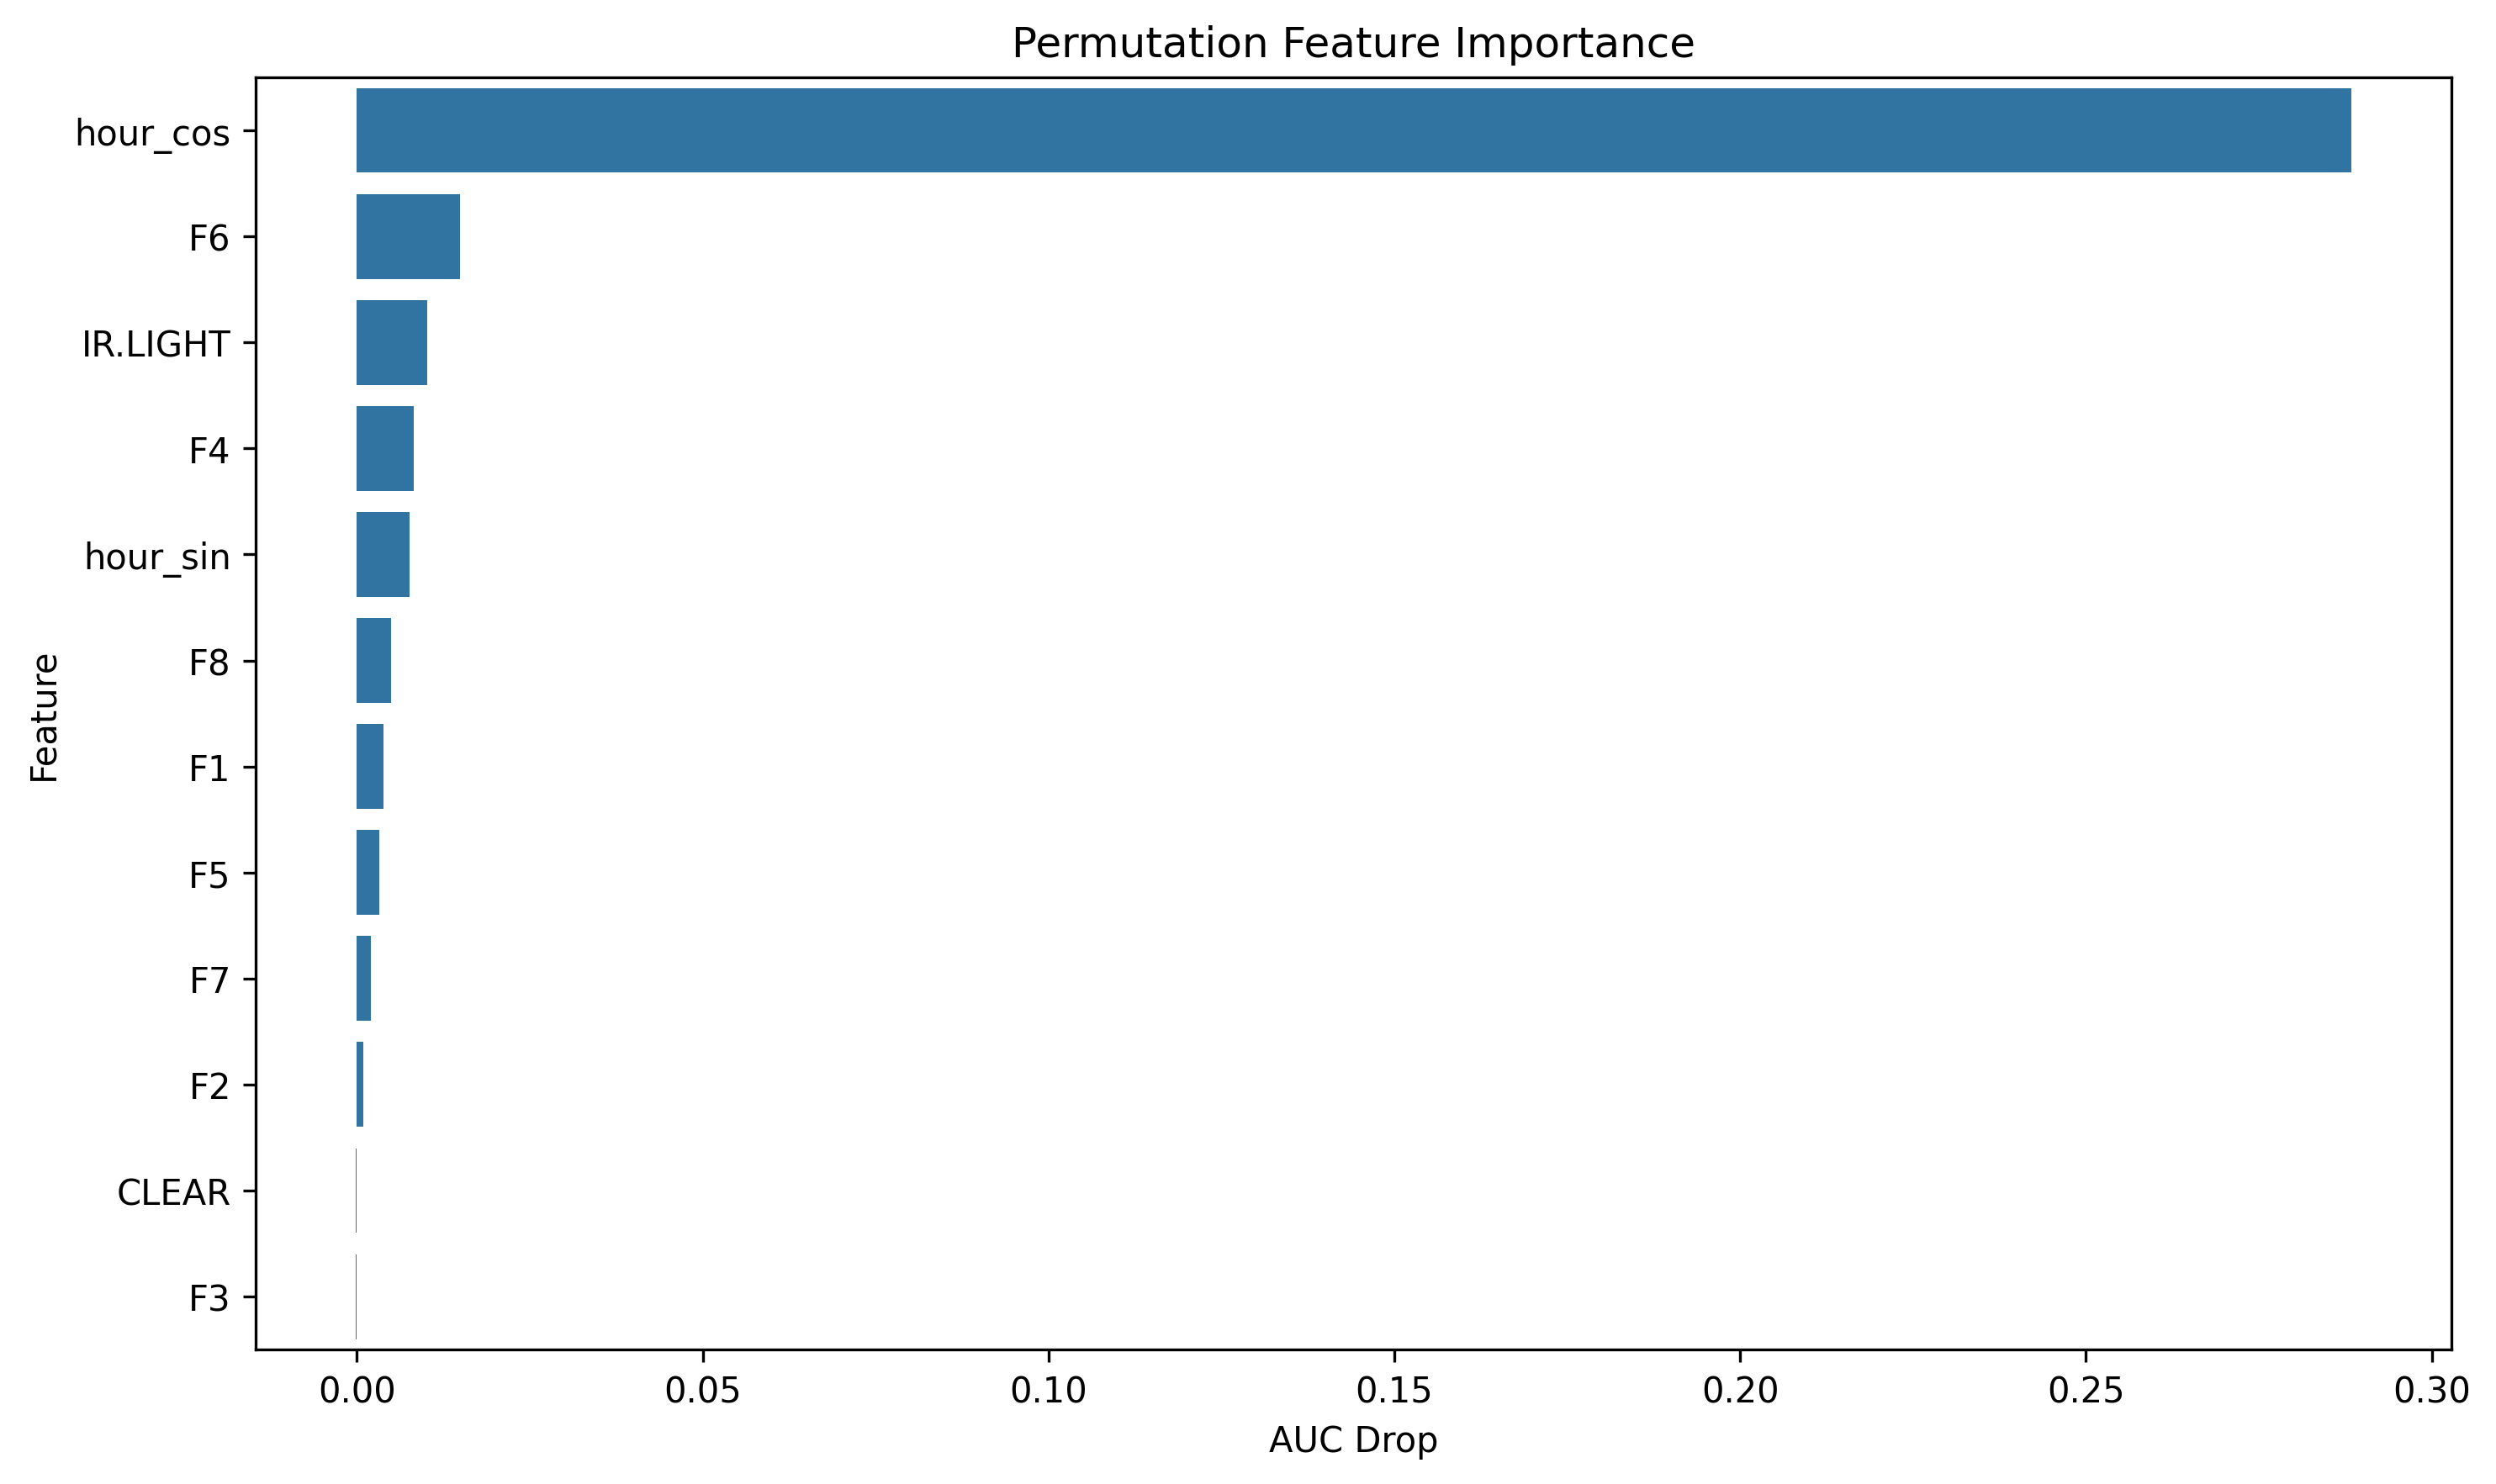 Permutation Feature Importance
hour_cos
F6
IR.LIGHT
F4
hour_sin
F8
F1
F5
F7
F2
CLEAR
F3
Feature
0.00 0.05 0.10 0.15 0.20 0.25 0.30
AUC Drop